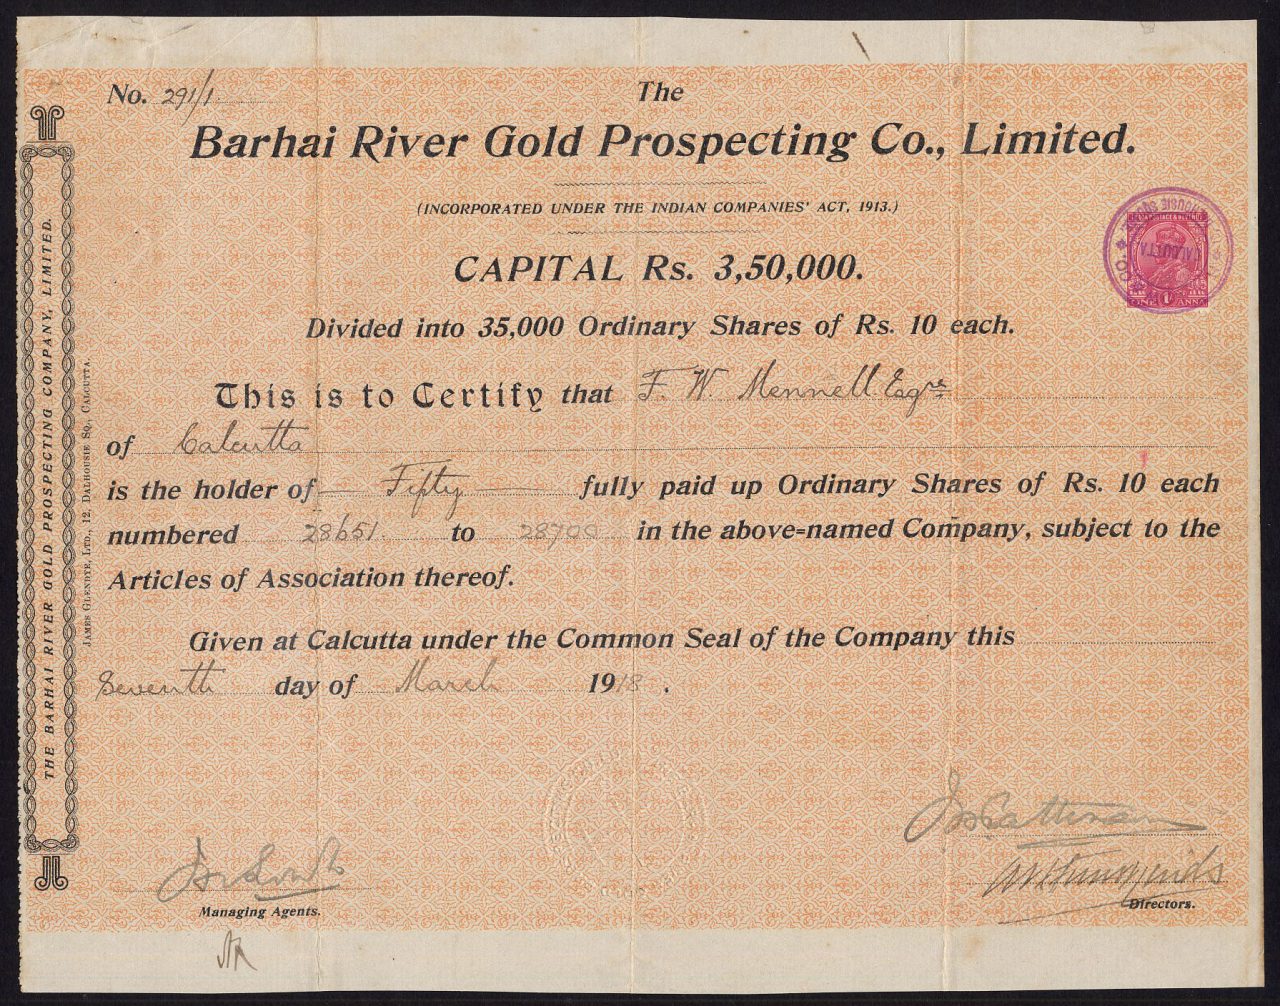 No. 291/1
The
Barhai River Gold Prospecting Co., Limited.
(INCORPORATED UNDER THE INDIAN COMPANIES' ACT, 1913.)
CAPITAL Rs. 3,50,000.
Divided into 35,000 Ordinary Shares of Rs. 10 each.
This is to Certify that F. W. Mennell Esqre
of Calcutta
is the holder of Fifty fully paid up Ordinary Shares of Rs. 10 each
numbered 28651 to 28700 in the above-named Company, subject to the
Articles of Association thereof.
Given at Calcutta under the Common Seal of the Company this
Seventh day of March 1918.
Managing Agents.
Directors.
THE BARHAI RIVER GOLD PROSPECTING COMPANY, LIMITED.
JAMES GLENDYE, LTD., 12, DALHOUSIE SQ., CALCUTTA.
CALCUTTA
ONE 1 ANNA